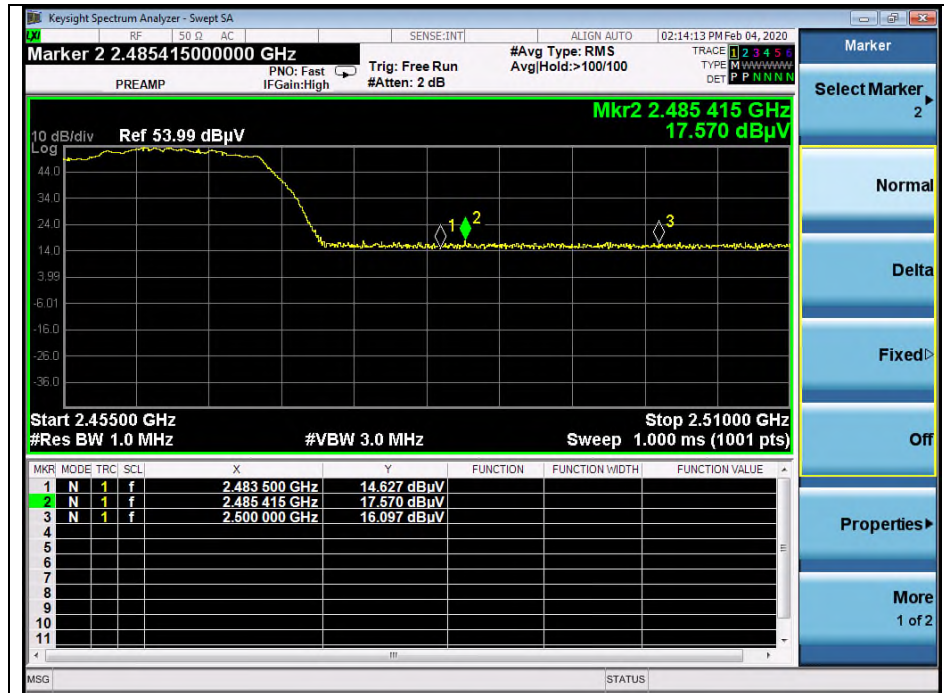 Keysight Spectrum Analyzer - Swept SA
LXI RF 50 Ω AC SENSE:INT ALIGN AUTO 02:14:13 PM Feb 04, 2020
Marker 2 2.485415000000 GHz
PREAMP
PNO: Fast
IFGain:High
Trig: Free Run
#Atten: 2 dB
#Avg Type: RMS
Avg|Hold:>100/100
TRACE 1 2 3 4 5 6
TYPE M W W W W W
DET P P N N N N
Mkr2 2.485 415 GHz
17.570 dBµV
10 dB/div Ref 53.99 dBµV
Log
44.0
34.0
24.0
14.0
3.99
-6.01
-16.0
-26.0
-36.0
1
2
3
Start 2.45500 GHz Stop 2.51000 GHz
#Res BW 1.0 MHz #VBW 3.0 MHz Sweep 1.000 ms (1001 pts)
MKR MODE TRC SCL X Y FUNCTION FUNCTION WIDTH FUNCTION VALUE
1 N 1 f 2.483 500 GHz 14.627 dBµV
2 N 1 f 2.485 415 GHz 17.570 dBµV
3 N 1 f 2.500 000 GHz 16.097 dBµV
4
5
6
7
8
9
10
11
MSG STATUS
Marker
Select Marker
2
Normal
Delta
Fixed
Off
Properties
More
1 of 2